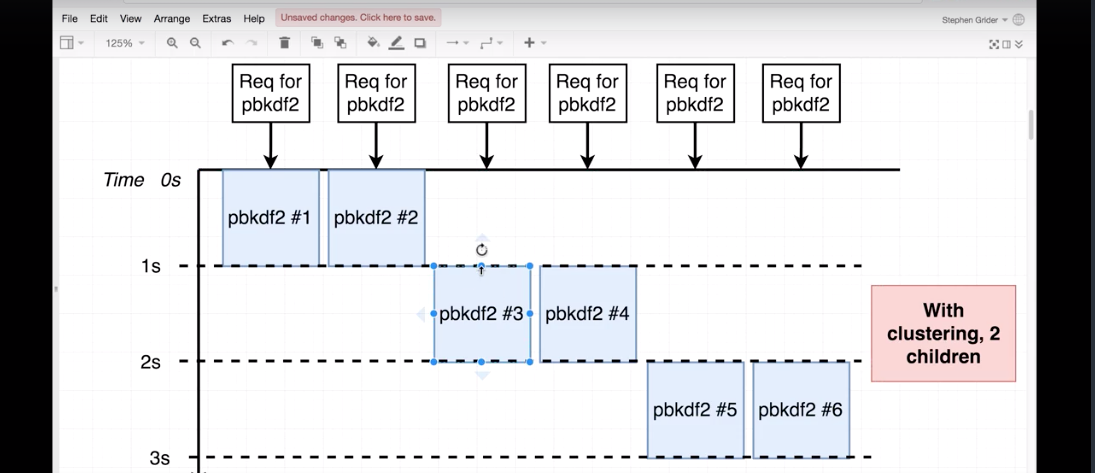 File Edit View Arrange Extras Help Unsaved changes. Click here to save. Stephen Grider
125%
Req for Req for Req for Req for Req for Req for
pbkdf2 pbkdf2 pbkdf2 pbkdf2 pbkdf2 pbkdf2
Time 0s
pbkdf2 #1 pbkdf2 #2
1s
pbkdf2 #3 pbkdf2 #4
With
clustering, 2
children
2s
pbkdf2 #5 pbkdf2 #6
3s